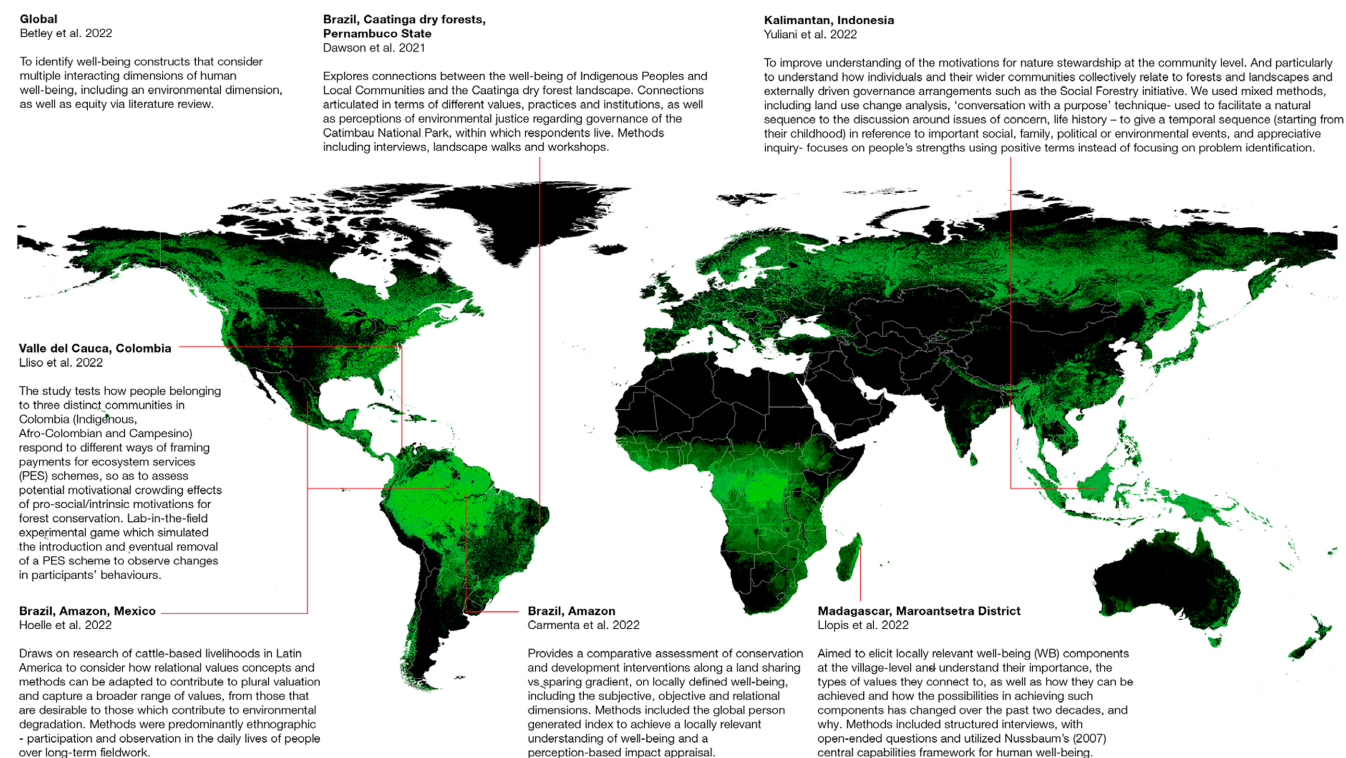 Global
Betley et al. 2022
To identify well-being constructs that consider
multiple interacting dimensions of human
well-being, including an environmental dimension,
as well as equity via literature review.
Brazil, Caatinga dry forests,
Pernambuco State
Dawson et al. 2021
Explores connections between the well-being of Indigenous Peoples and
Local Communities and the Caatinga dry forest landscape. Connections
articulated in terms of different values, practices and institutions, as well
as perceptions of environmental justice regarding governance of the
Catimbau National Park, within which respondents live. Methods
including interviews, landscape walks and workshops.
Kalimantan, Indonesia
Yuliani et al. 2022
To improve understanding of the motivations for nature stewardship at the community level. And particularly
to understand how individuals and their wider communities collectively relate to forests and landscapes and
externally driven governance arrangements such as the Social Forestry initiative. We used mixed methods,
including land use change analysis, ‘conversation with a purpose’ technique- used to facilitate a natural
sequence to the discussion around issues of concern, life history – to give a temporal sequence (starting from
their childhood) in reference to important social, family, political or environmental events, and appreciative
inquiry- focuses on people’s strengths using positive terms instead of focusing on problem identification.
Valle del Cauca, Colombia
Lliso et al. 2022
The study tests how people belonging
to three distinct communities in
Colombia (Indigenous,
Afro-Colombian and Campesino)
respond to different ways of framing
payments for ecosystem services
(PES) schemes, so as to assess
potential motivational crowding effects
of pro-social/intrinsic motivations for
forest conservation. Lab-in-the-field
experimental game which simulated
the introduction and eventual removal
of a PES scheme to observe changes
in participants’ behaviours.
Brazil, Amazon, Mexico
Hoelle et al. 2022
Draws on research of cattle-based livelihoods in Latin
America to consider how relational values concepts and
methods can be adapted to contribute to plural valuation
and capture a broader range of values, from those that
are desirable to those which contribute to environmental
degradation. Methods were predominantly ethnographic
- participation and observation in the daily lives of people
over long-term fieldwork.
Brazil, Amazon
Carmenta et al. 2022
Provides a comparative assessment of conservation
and development interventions along a land sharing
vs sparing gradient, on locally defined well-being,
including the subjective, objective and relational
dimensions. Methods included the global person
generated index to achieve a locally relevant
understanding of well-being and a
perception-based impact appraisal.
Madagascar, Maroantsetra District
Llopis et al. 2022
Aimed to elicit locally relevant well-being (WB) components
at the village-level and understand their importance, the
types of values they connect to, as well as how they can be
achieved and how the possibilities in achieving such
components has changed over the past two decades, and
why. Methods included structured interviews, with
open-ended questions and utilized Nussbaum’s (2007)
central capabilities framework for human well-being.